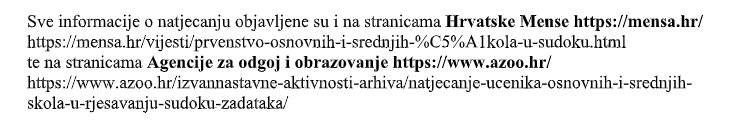 Sve informacije o natjecanju objavljene su i na stranicama Hrvatske Mense https://mensa.hr/
https://mensa.hr/vijesti/prvenstvo-osnovnih-i-srednjih-%C5%A1kola-u-sudoku.html
te na stranicama Agencije za odgoj i obrazovanje https://www.azoo.hr/
https://www.azoo.hr/izvannastavne-aktivnosti-arhiva/natjecanje-ucenika-osnovnih-i-srednjih-
skola-u-rjesavanju-sudoku-zadataka/